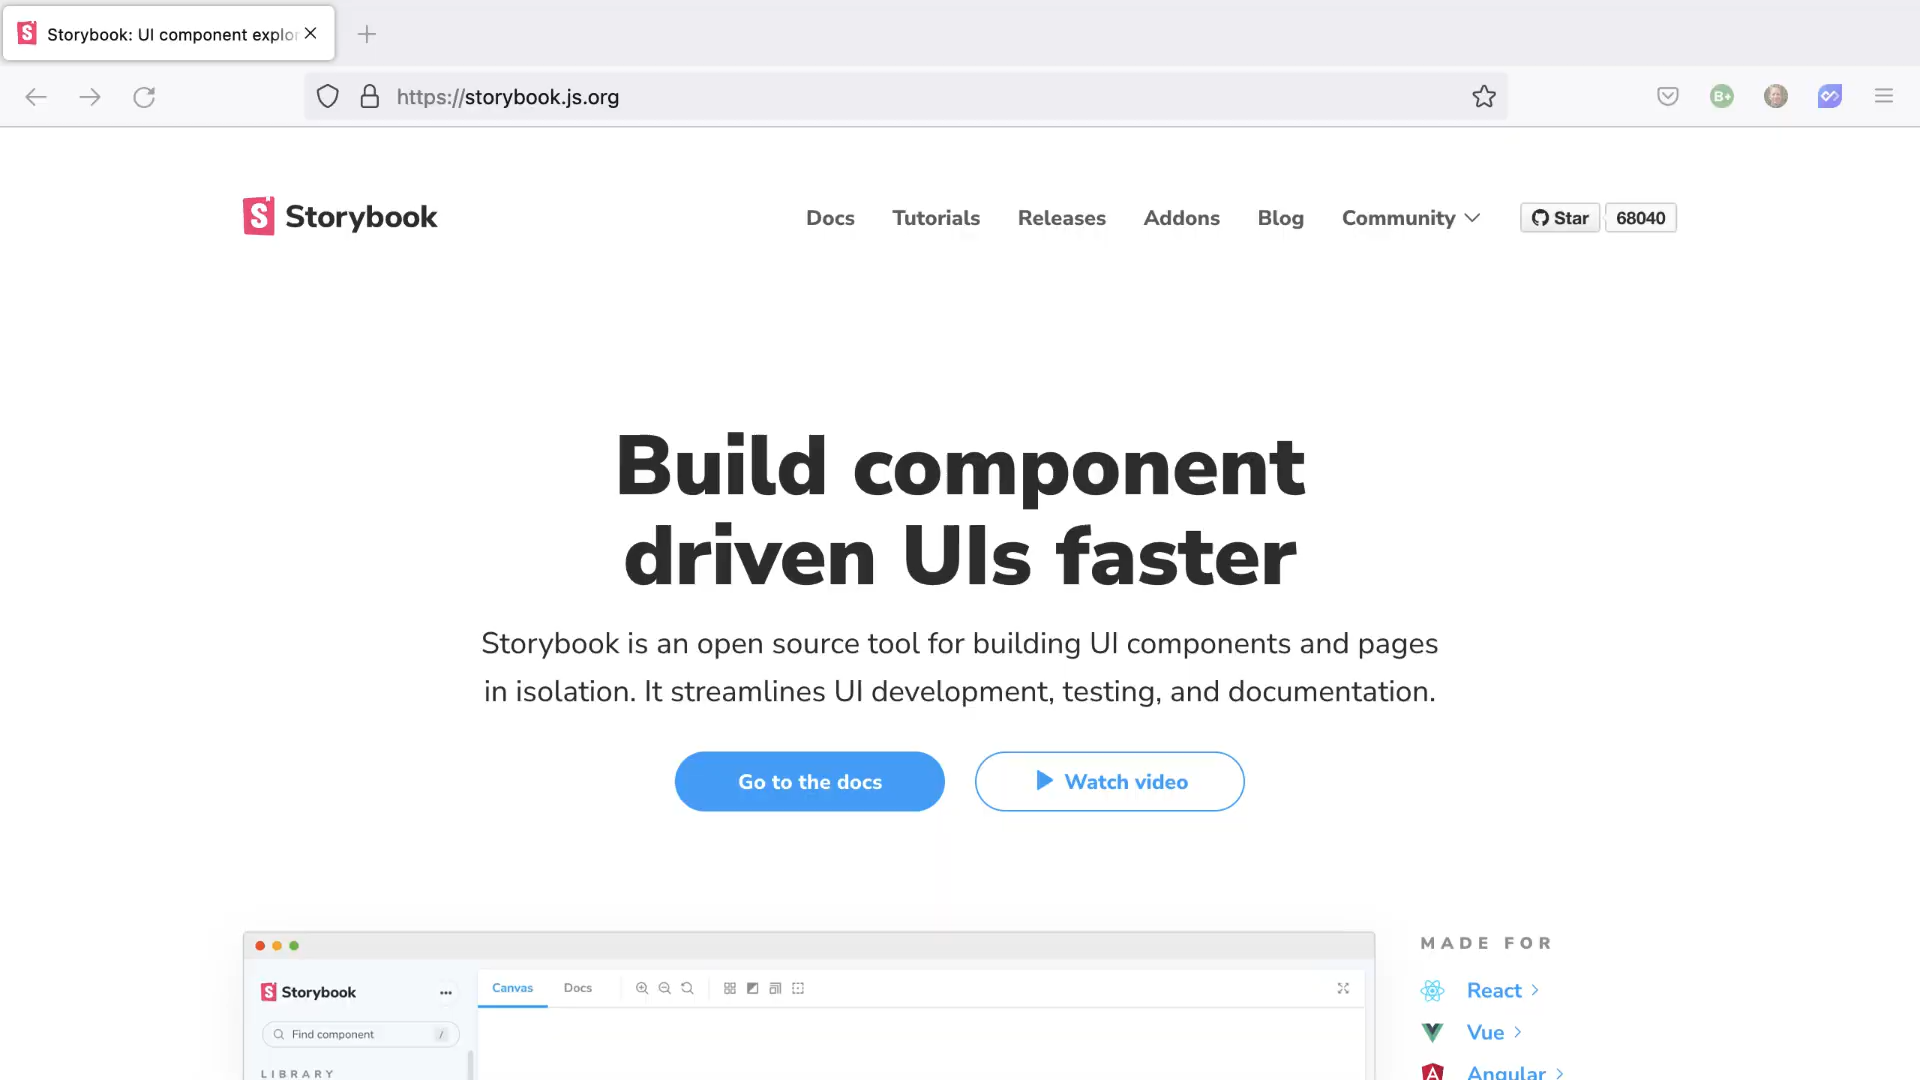 Storybook: UI component explor
https://storybook.js.org
B+
Storybook
Docs
Tutorials
Releases
Addons
Blog
Community
Star
68040
Build component
driven UIs faster
Storybook is an open source tool for building UI components and pages
in isolation. It streamlines UI development, testing, and documentation.
Go to the docs
Watch video
Storybook
Canvas
Docs
Find component
/
LIBRARY
MADE FOR
React
Vue
Angular